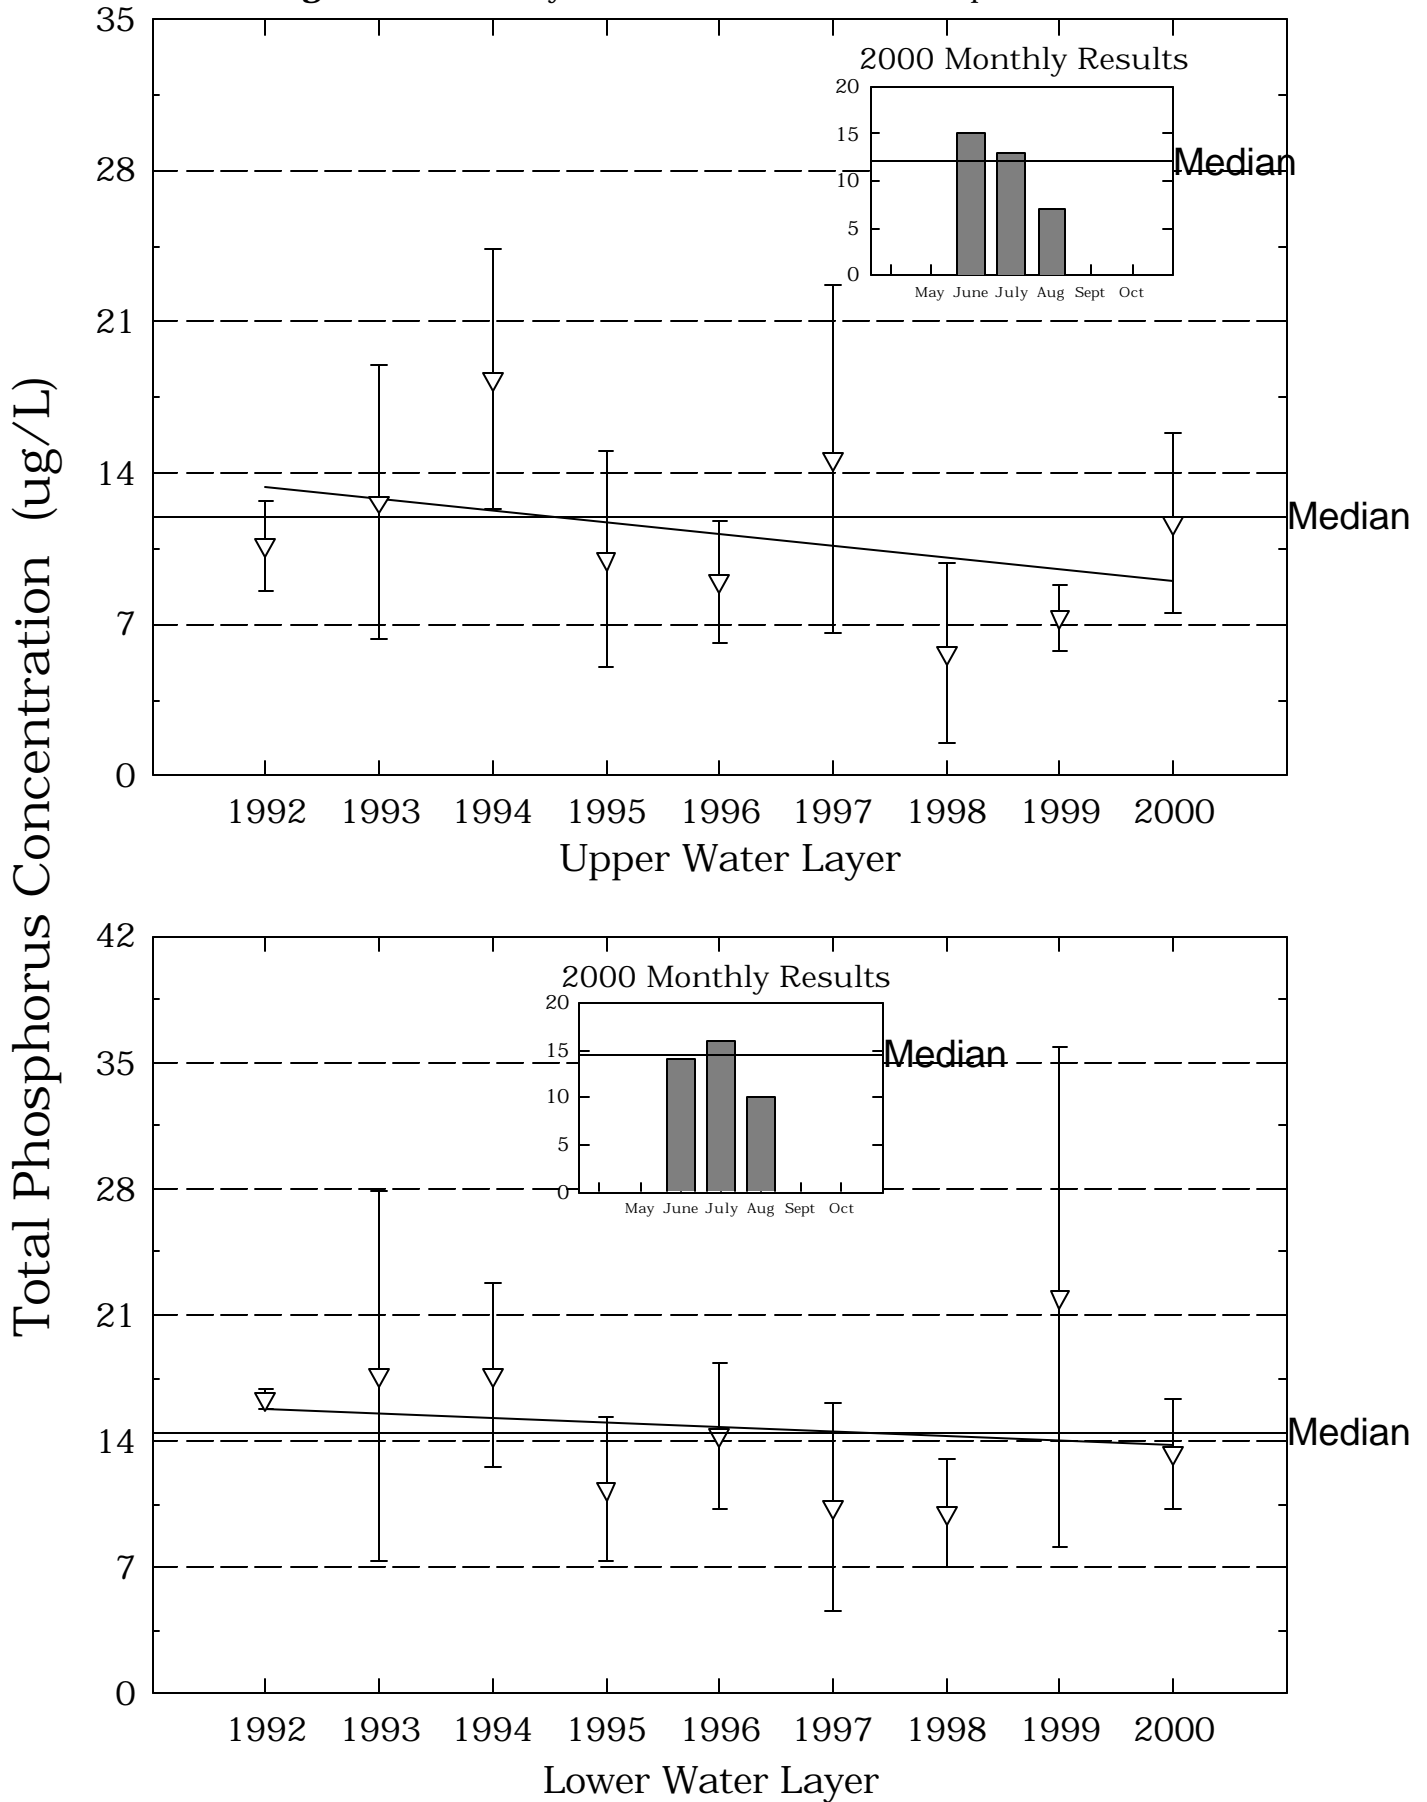 35
2000 Monthly Results
20
15
Median
10
5
0
May June July Aug Sept Oct
28
21
14
Median
7
0
1992 1993 1994 1995 1996 1997 1998 1999 2000
Upper Water Layer
Total Phosphorus Concentration (ug/L)
42
2000 Monthly Results
20
15
Median
10
5
0
May June July Aug Sept Oct
35
28
21
14
Median
7
0
1992 1993 1994 1995 1996 1997 1998 1999 2000
Lower Water Layer